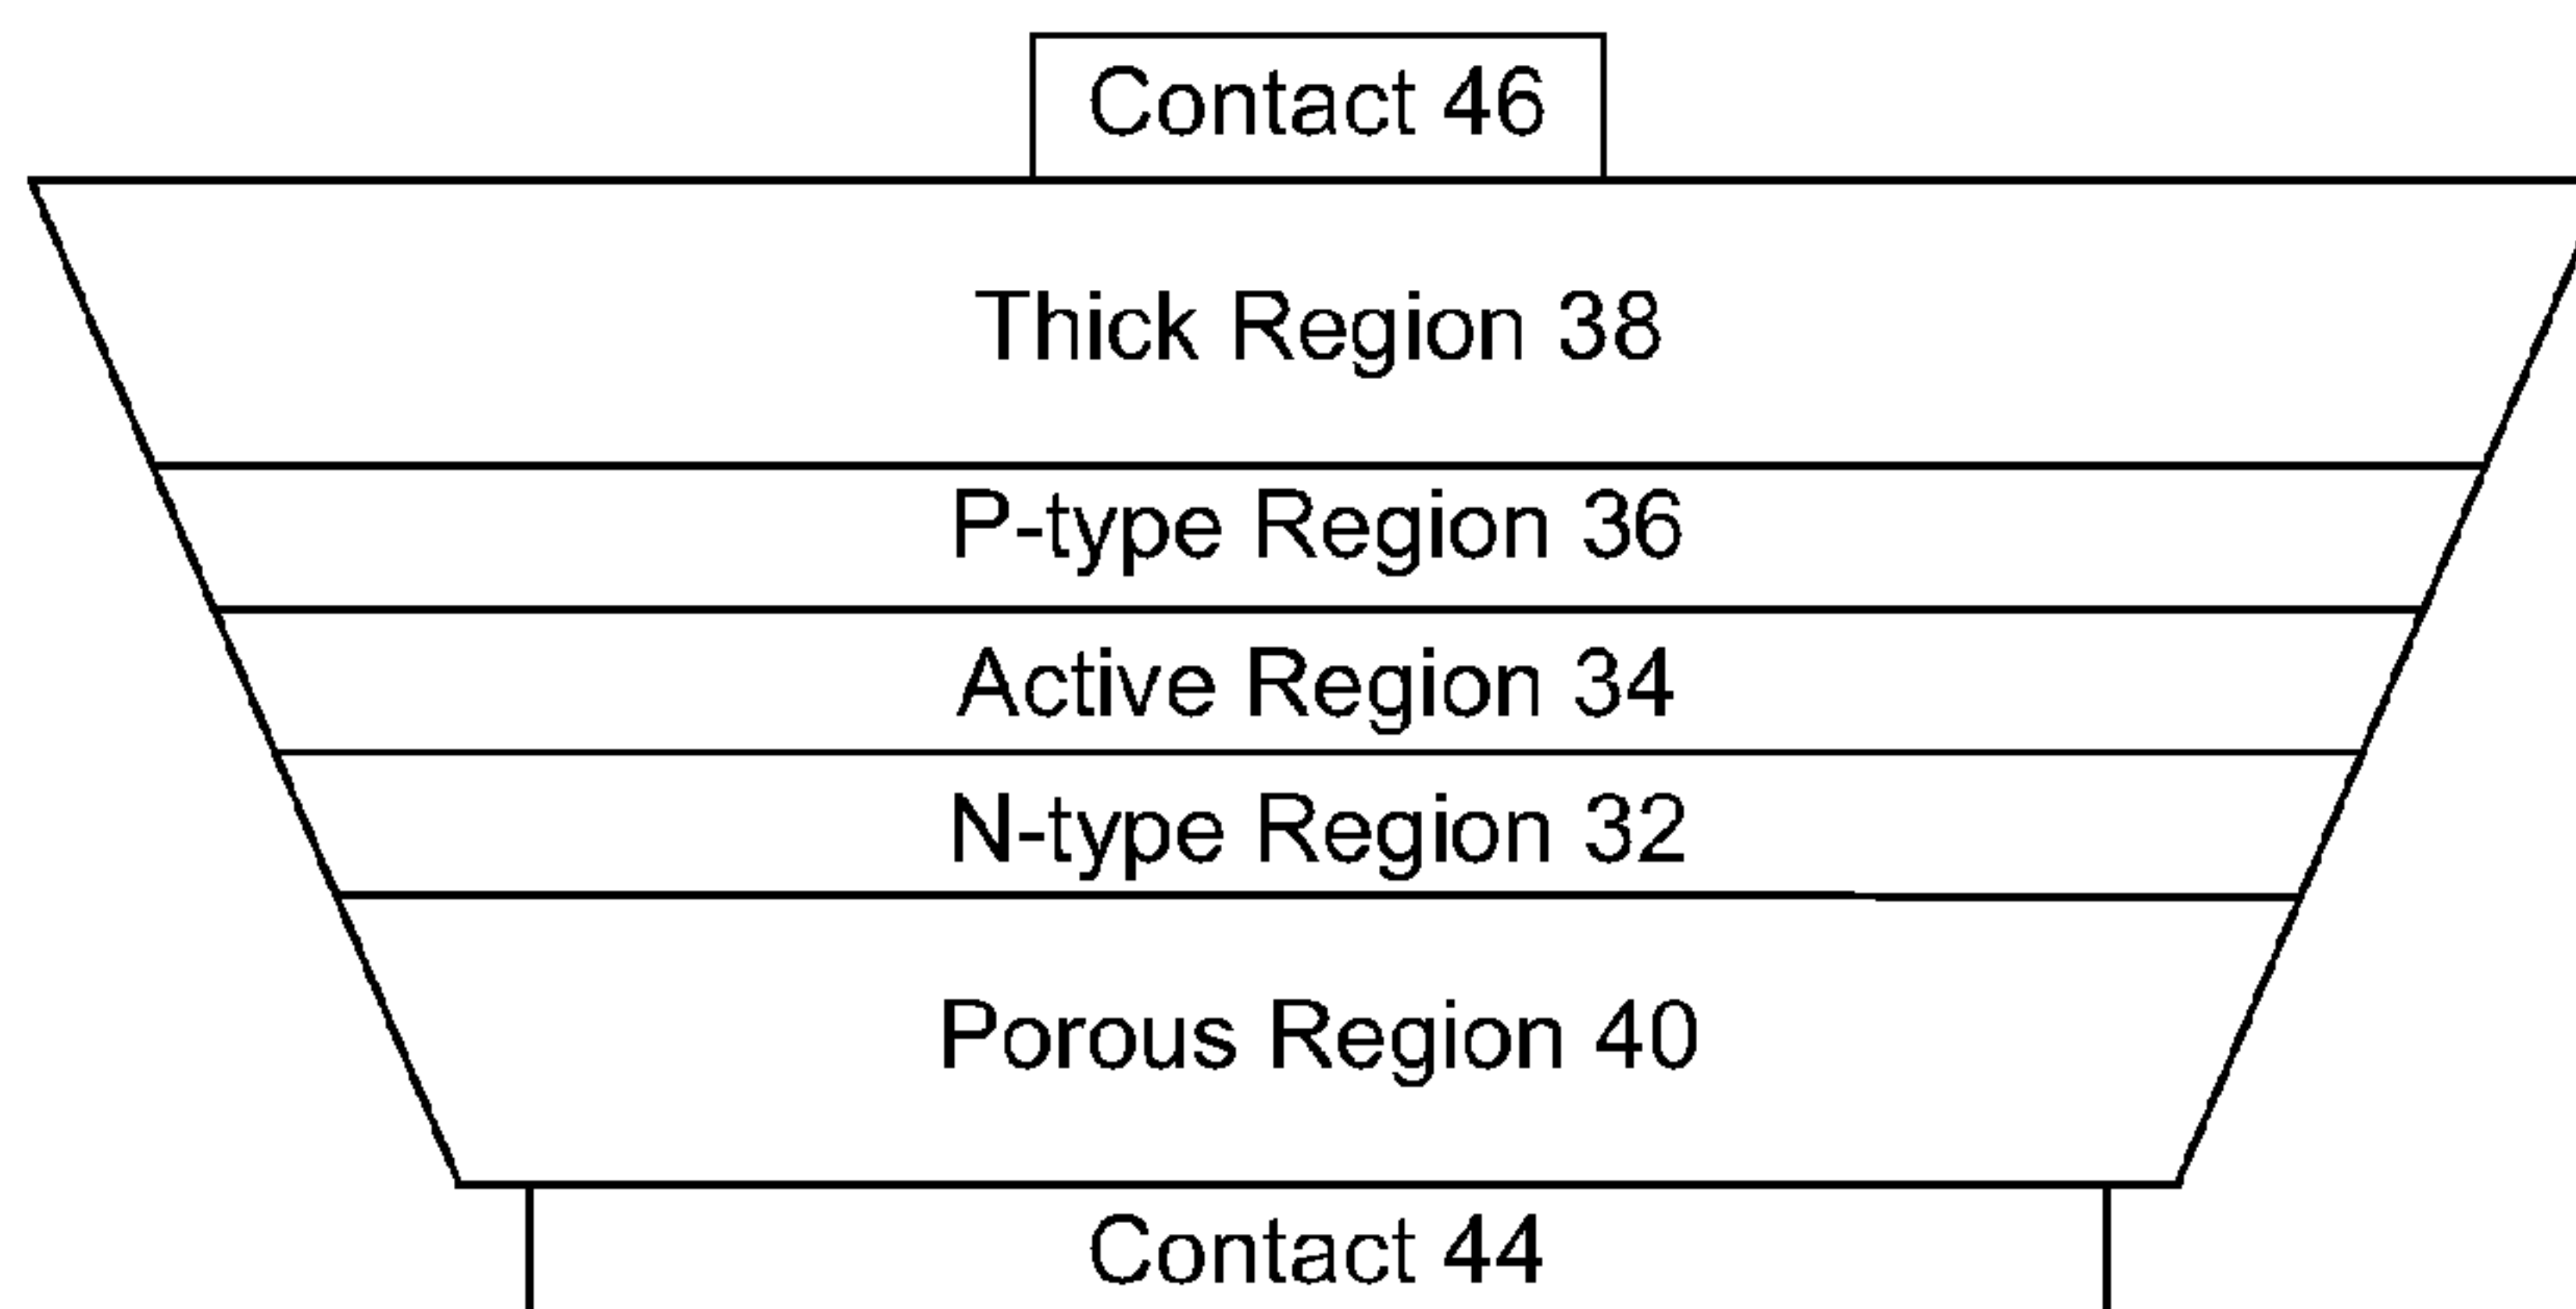 Contact 46
Thick Region 38
P-type Region 36
Active Region 34
N-type Region 32
Porous Region 40
Contact 44